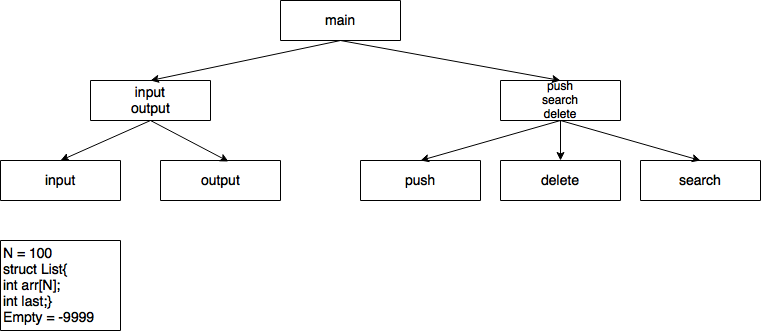 main
input
output
push
search
delete
input
output
push
delete
search
N = 100
struct List{
int arr[N];
int last;}
Empty = -9999